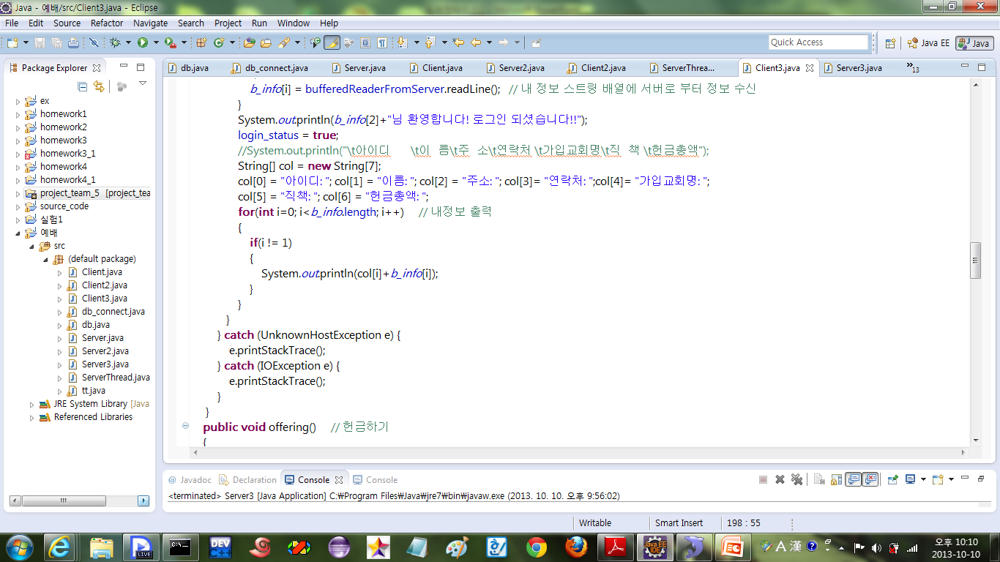 Java - 예배/src/Client3.java - Eclipse
File Edit Source Refactor Navigate Search Project Run Window Help
Quick Access
Java EE
Java
Package Explorer
db.java
db_connect.java
Server.java
Client.java
Server2.java
Client2.java
ServerThrea...
Client3.java
Server3.java
13
ex
homework1
homework2
homework3
homework3_1
homework4
homework4_1
project_team_5 [project_tea
source_code
실험1
예배
src
(default package)
Client.java
Client2.java
Client3.java
db_connect.java
db.java
Server.java
Server2.java
Server3.java
ServerThread.java
tt.java
JRE System Library [Java
Referenced Libraries
b_info[i] = bufferedReaderFromServer.readLine(); // 내 정보 스트링 배열에 서버로 부터 정보 수신
}
System.out.println(b_info[2]+"님 환영합니다! 로그인 되셨습니다!!");
login_status = true;
//System.out.println("\t아이디 \t이 름\t주 소\t연락처 \t가입교회명\t직 책 \t헌금총액");
String[] col = new String[7];
col[0] = "아이디: "; col[1] = "이름: "; col[2] = "주소: "; col[3]= "연락처: ";col[4]= "가입교회명: ";
col[5] = "직책: "; col[6] = "헌금총액: ";
for(int i=0; i<b_info.length; i++) // 내정보 출력
{
if(i != 1)
{
System.out.println(col[i]+b_info[i]);
}
}
}
} catch (UnknownHostException e) {
e.printStackTrace();
} catch (IOException e) {
e.printStackTrace();
}
}
public void offering() // 헌금하기
{
@ Javadoc
Declaration
Console
Console
<terminated> Server3 [Java Application] C:\Program Files\Java\jre7\bin\javaw.exe (2013. 10. 10. 오후 9:56:02)
Writable
Smart Insert
198 : 55
LIVE
DEV C++
Java EE IDE
A 漢
오후 10:10
2013-10-10